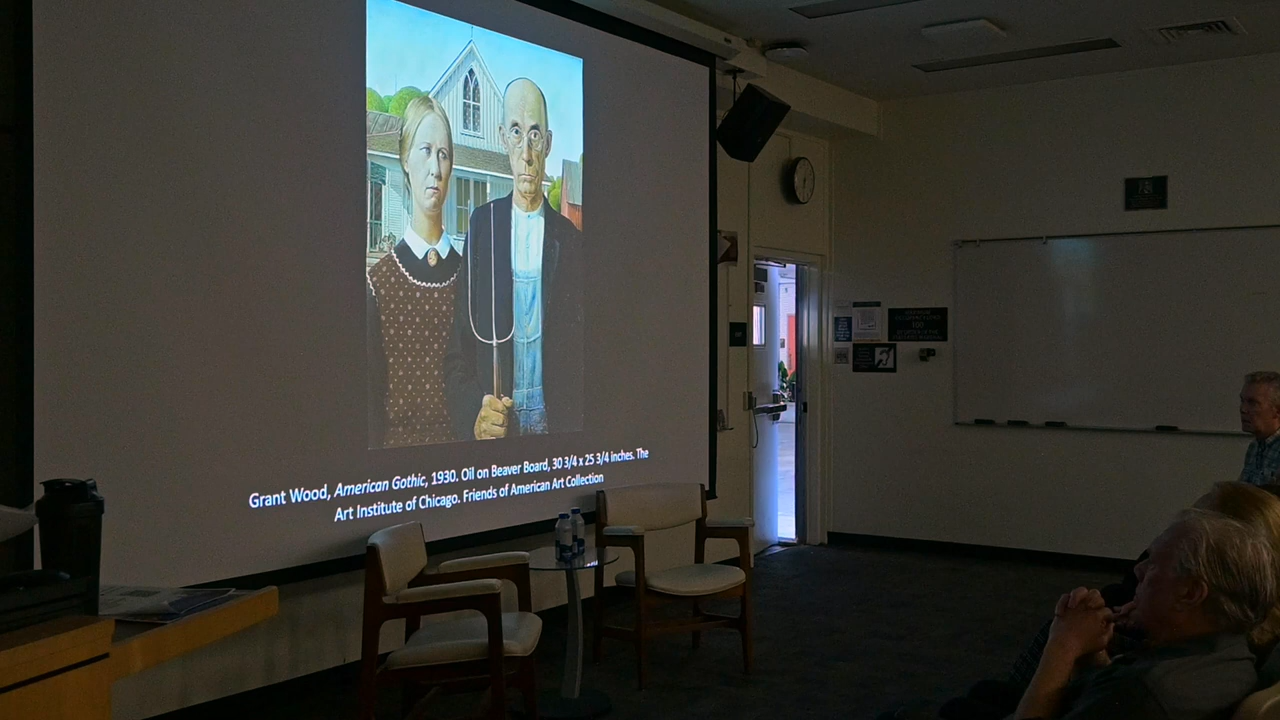 Grant Wood, American Gothic, 1930. Oil on Beaver Board, 30 3/4 x 25 3/4 inches. The
Art Institute of Chicago. Friends of American Art Collection
100